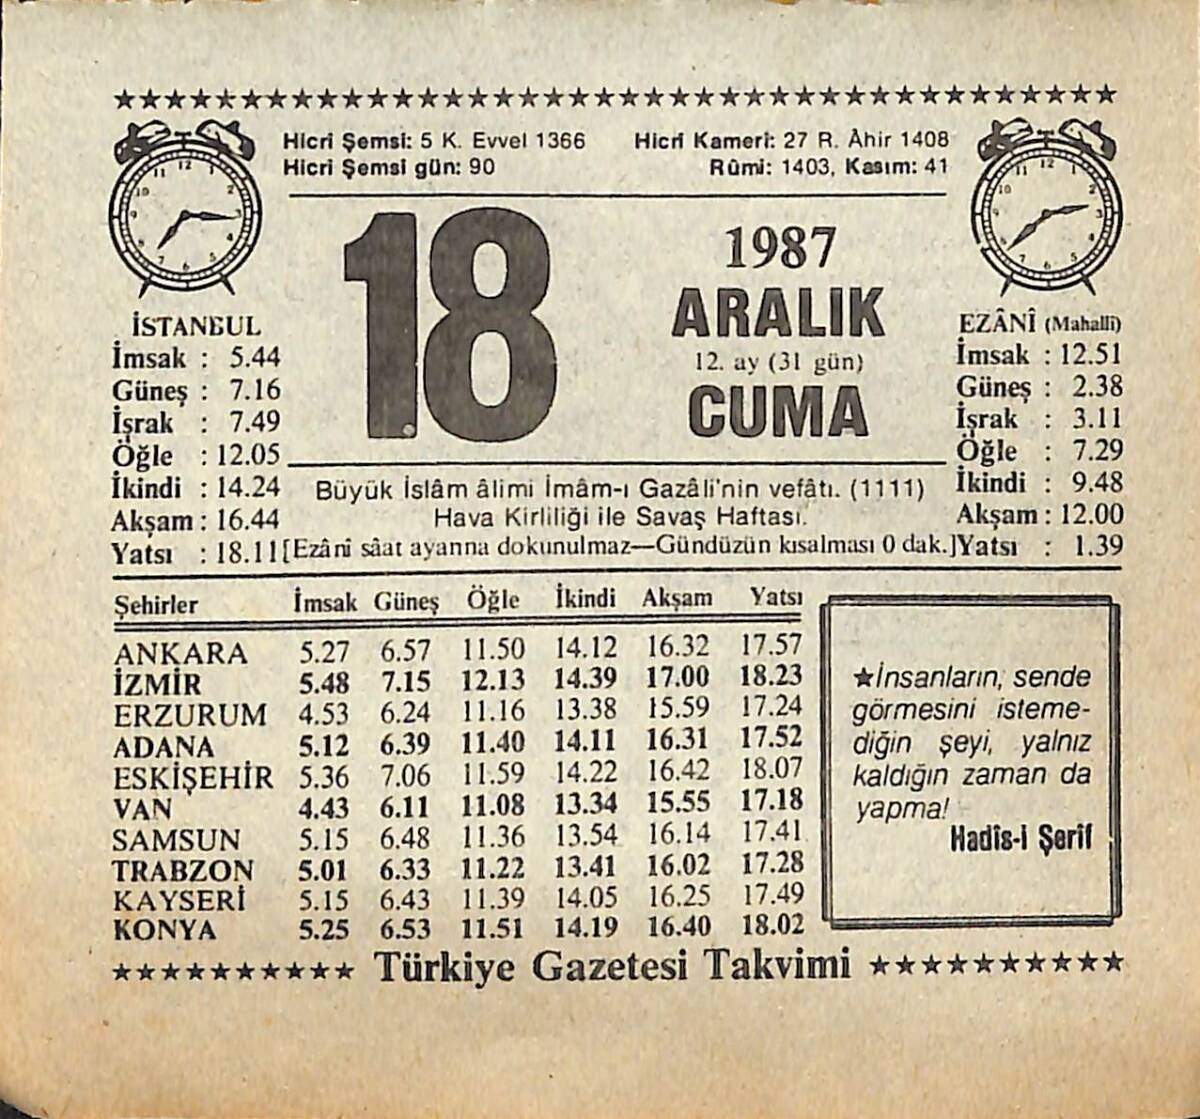 Hicrî Şemsi: 5 K. Evvel 1366 Hicrî Kamerî: 27 R. Âhir 1408
Hicrî Şemsi gün: 90 Rûmi: 1403, Kasım: 41
18
1987
ARALIK
12. ay (31 gün)
CUMA
İSTANBUL
İmsak : 5.44
Güneş : 7.16
İşrak : 7.49
Öğle : 12.05
İkindi : 14.24
Akşam : 16.44
Yatsı : 18.11
EZÂNÎ (Mahallî)
İmsak : 12.51
Güneş : 2.38
İşrak : 3.11
Öğle : 7.29
İkindi : 9.48
Akşam : 12.00
Yatsı : 1.39
Büyük İslâm âlimi İmâm-ı Gazâli'nin vefâtı. (1111)
Hava Kirliliği ile Savaş Haftası.
[Ezânî sâat ayarına dokunulmaz—Gündüzün kısalması 0 dak.]
Şehirler İmsak Güneş Öğle İkindi Akşam Yatsı
ANKARA 5.27 6.57 11.50 14.12 16.32 17.57
İZMİR 5.48 7.15 12.13 14.39 17.00 18.23
ERZURUM 4.53 6.24 11.16 13.38 15.59 17.24
ADANA 5.12 6.39 11.40 14.11 16.31 17.52
ESKİŞEHİR 5.36 7.06 11.59 14.22 16.42 18.07
VAN 4.43 6.11 11.08 13.34 15.55 17.18
SAMSUN 5.15 6.48 11.36 13.54 16.14 17.41
TRABZON 5.01 6.33 11.22 13.41 16.02 17.28
KAYSERİ 5.15 6.43 11.39 14.05 16.25 17.49
KONYA 5.25 6.53 11.51 14.19 16.40 18.02
★İnsanların, sende
görmesini isteme-
diğin şeyi, yalnız
kaldığın zaman da
yapma!
Hadîs-i Şerîf
Türkiye Gazetesi Takvimi